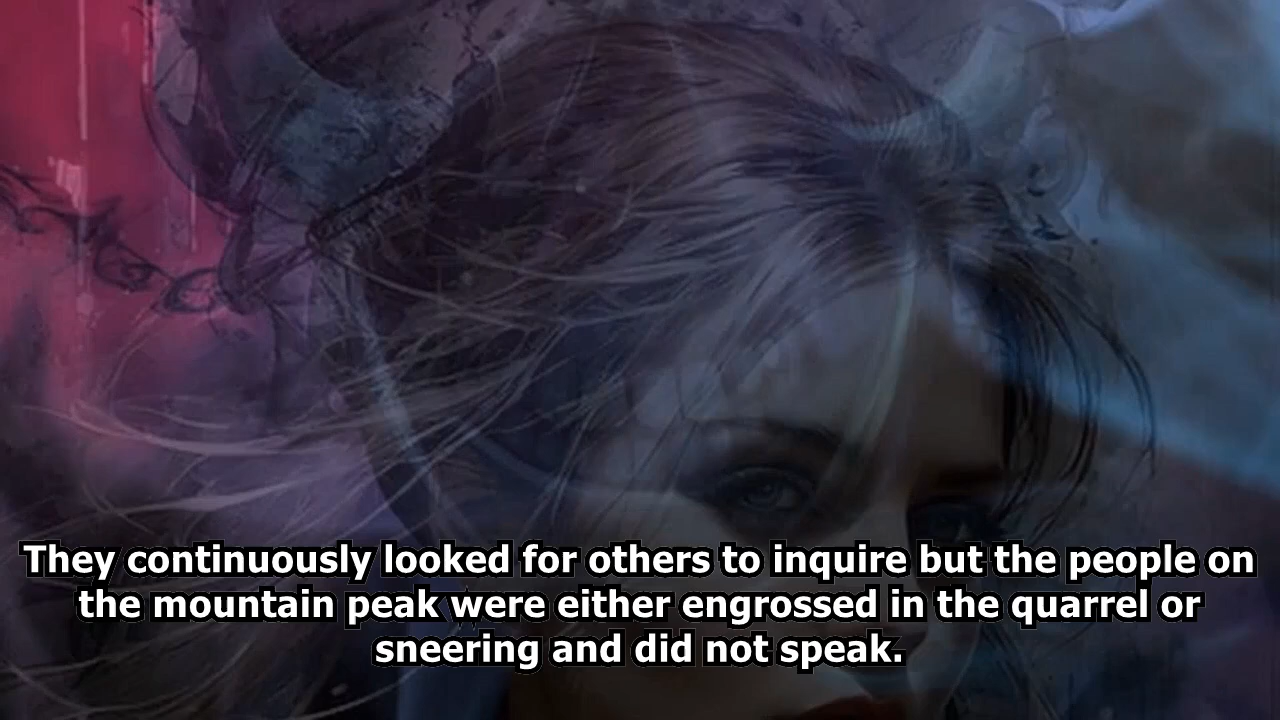 They continuously looked for others to inquire but the people on
the mountain peak were either engrossed in the quarrel or
sneering and did not speak.